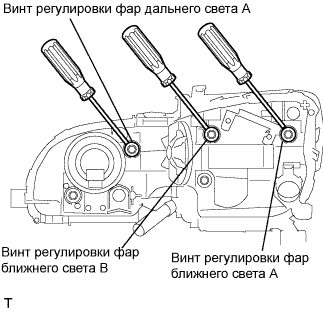 Винт регулировки фар дальнего света A
Винт регулировки фар
ближнего света B
Винт регулировки фар
ближнего света A
T